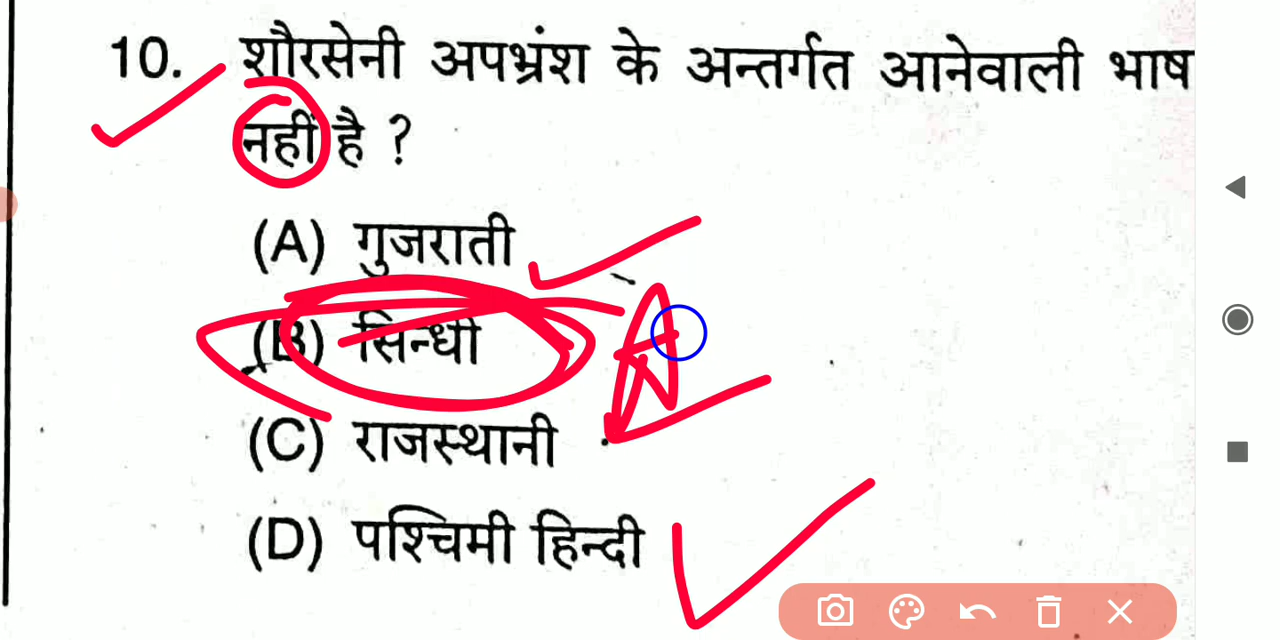 10. शौरसेनी अपभ्रंश के अन्तर्गत आनेवाली भाष
नहीं है ?
(A) गुजराती
(B) सिन्धी
(C) राजस्थानी
(D) पश्चिमी हिन्दी